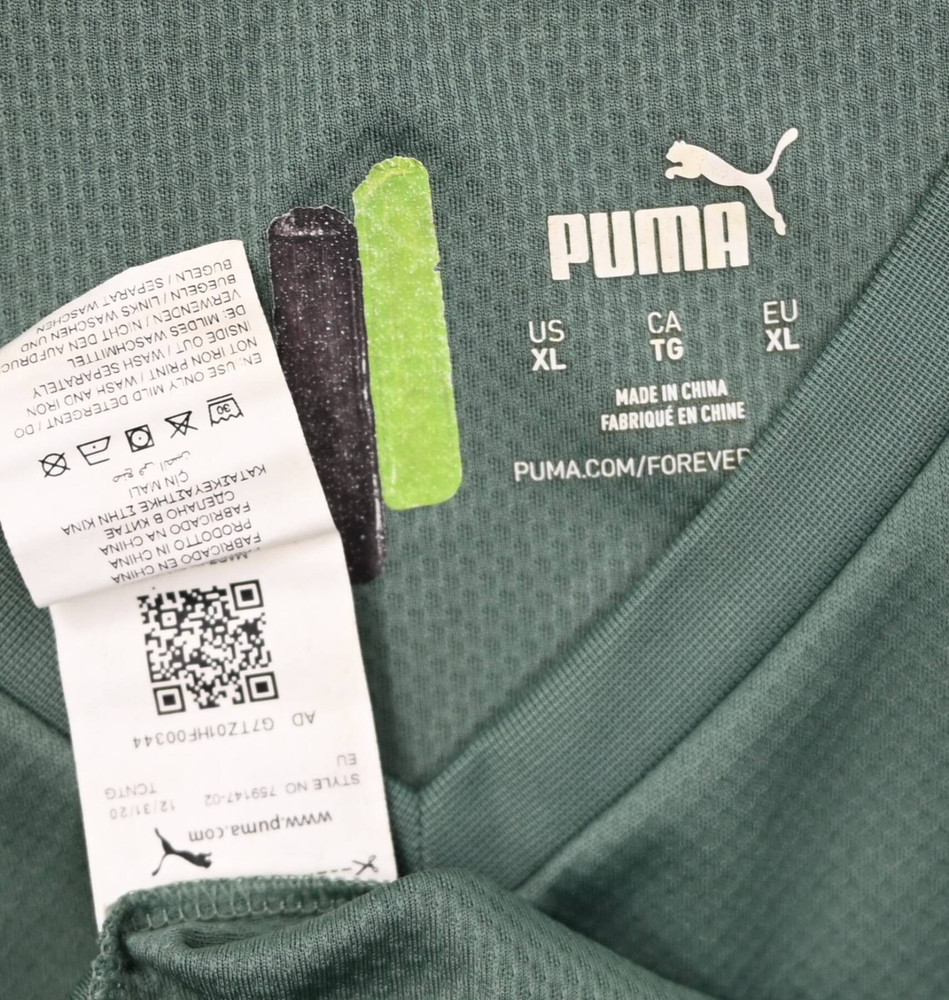 PUMA
US CA EU
XL TG XL
MADE IN CHINA
FABRIQUÉ EN CHINE
PUMA.COM/FOREVER
www.puma.com
STYLE NO 759147-02 12/31/20
EU TCNTG
AD G7TZ01HF00344
FABRICADO EN CHINA
PRODOTTO IN CHINA
FABRICADO NA CHINA
СДЕЛАНО В КИТАЕ
ΚΑΤΑΣΚΕΥΑΣΤΗΚΕ ΣΤΗΝ ΚΙΝΑ
ÇİN MALI
صنع في الصين
30
EN: USE ONLY MILD DETERGENT / DO
NOT IRON PRINT / WASH AND IRON
INSIDE OUT / WASH SEPARATELY
DE: MILDES WASCHMITTEL
VERWENDEN / NICHT DEN AUFDRUCK
BÜGELN / LINKS WASCHEN UND
BÜGELN / SEPARAT WASCHEN